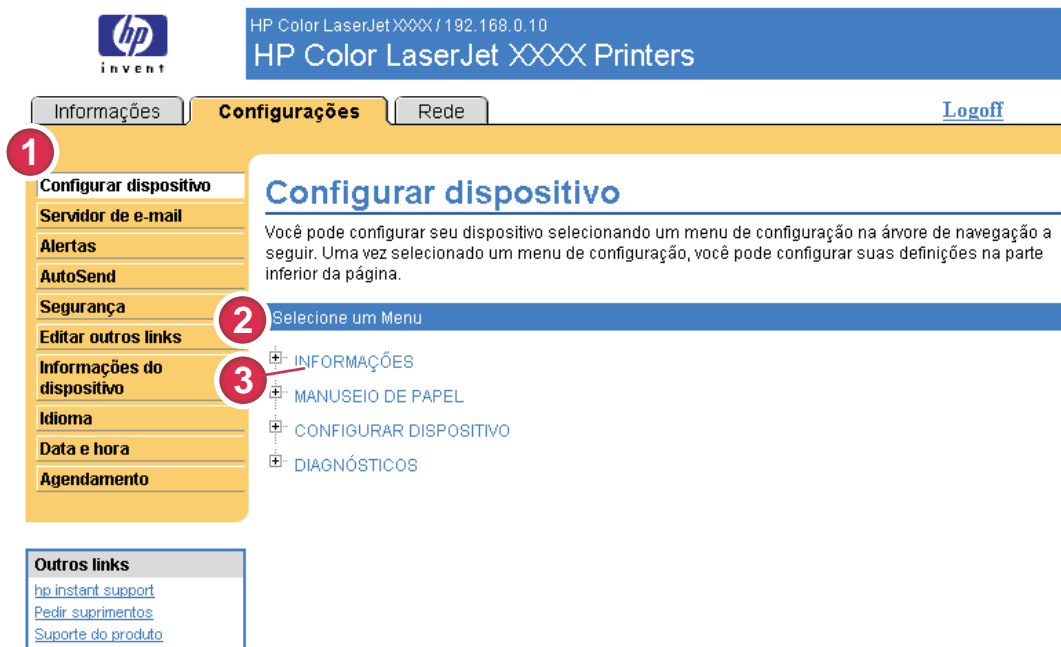 hp
invent
HP Color LaserJet XXXX / 192.168.0.10
HP Color LaserJet XXXX Printers
Informações
Configurações
Rede
Logoff
1
Configurar dispositivo
Servidor de e-mail
Alertas
AutoSend
Segurança
Editar outros links
Informações do
dispositivo
Idioma
Data e hora
Agendamento
Outros links
hp instant support
Pedir suprimentos
Suporte do produto
Configurar dispositivo
Você pode configurar seu dispositivo selecionando um menu de configuração na árvore de navegação a
seguir. Uma vez selecionado um menu de configuração, você pode configurar suas definições na parte
inferior da página.
2
Selecione um Menu
INFORMAÇÕES
3
MANUSEIO DE PAPEL
CONFIGURAR DISPOSITIVO
DIAGNÓSTICOS